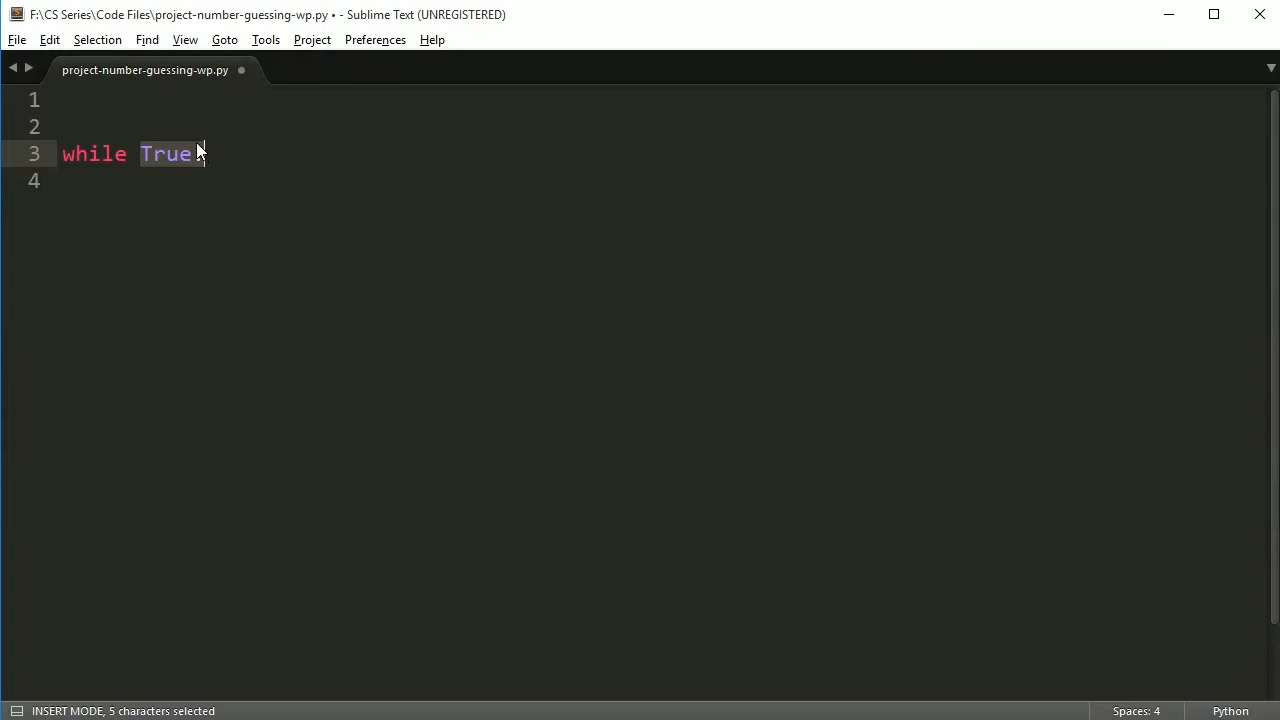 F:\CS Series\Code Files\project-number-guessing-wp.py • - Sublime Text (UNREGISTERED)
File Edit Selection Find View Goto Tools Project Preferences Help
project-number-guessing-wp.py
1
2
3 while True:
4
INSERT MODE, 5 characters selected Spaces: 4 Python